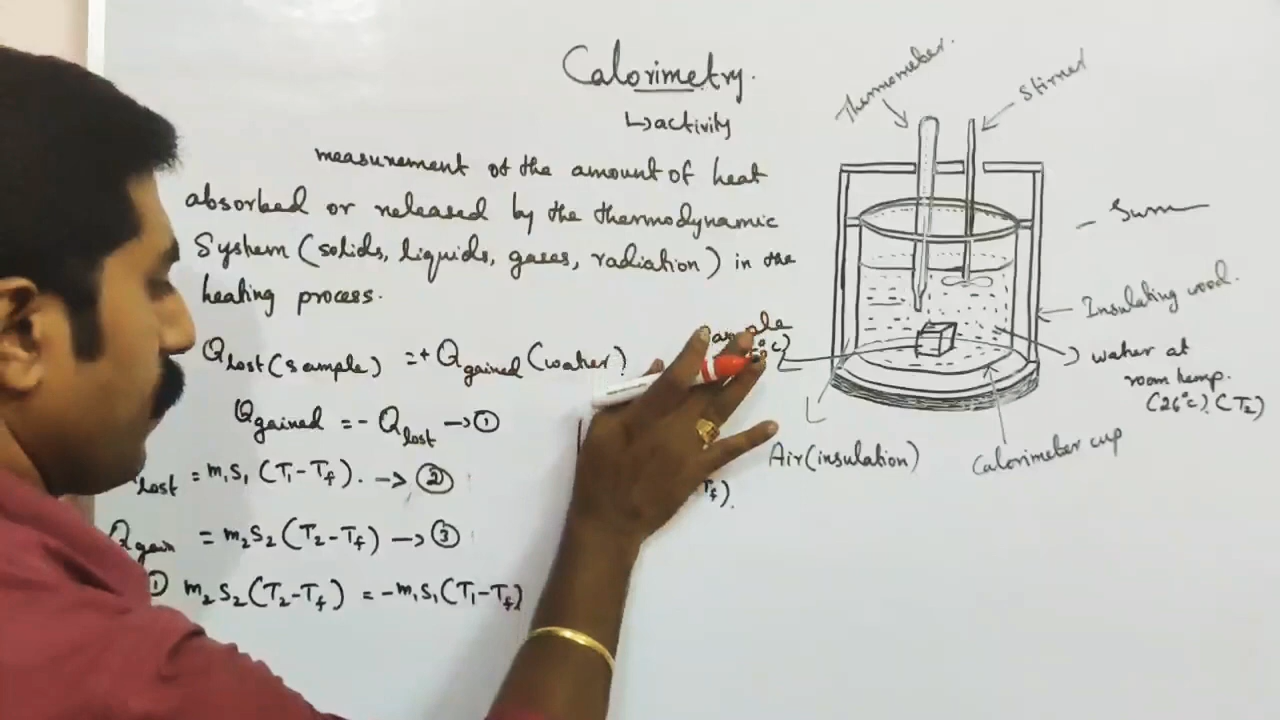 Calorimetry.
↳activity
measurement of the amount of heat
absorbed or released by the thermodynamic
System (solids, liquids, gases, radiation) in the
heating process.
Q lost (sample) = + Q gained (water)
Q gained = - Q lost → ①
lost = m₁s₁ (T₁-T_f). → ②
Q gain = m₂s₂ (T₂-T_f) → ③
① m₂s₂ (T₂-T_f) = -m₁s₁ (T₁-T_f)
T_f).
Thermometer.
Stirrer
Insulating wood.
water at
room temp.
(26°c). (T₂)
Calorimeter cup
Air (insulation)